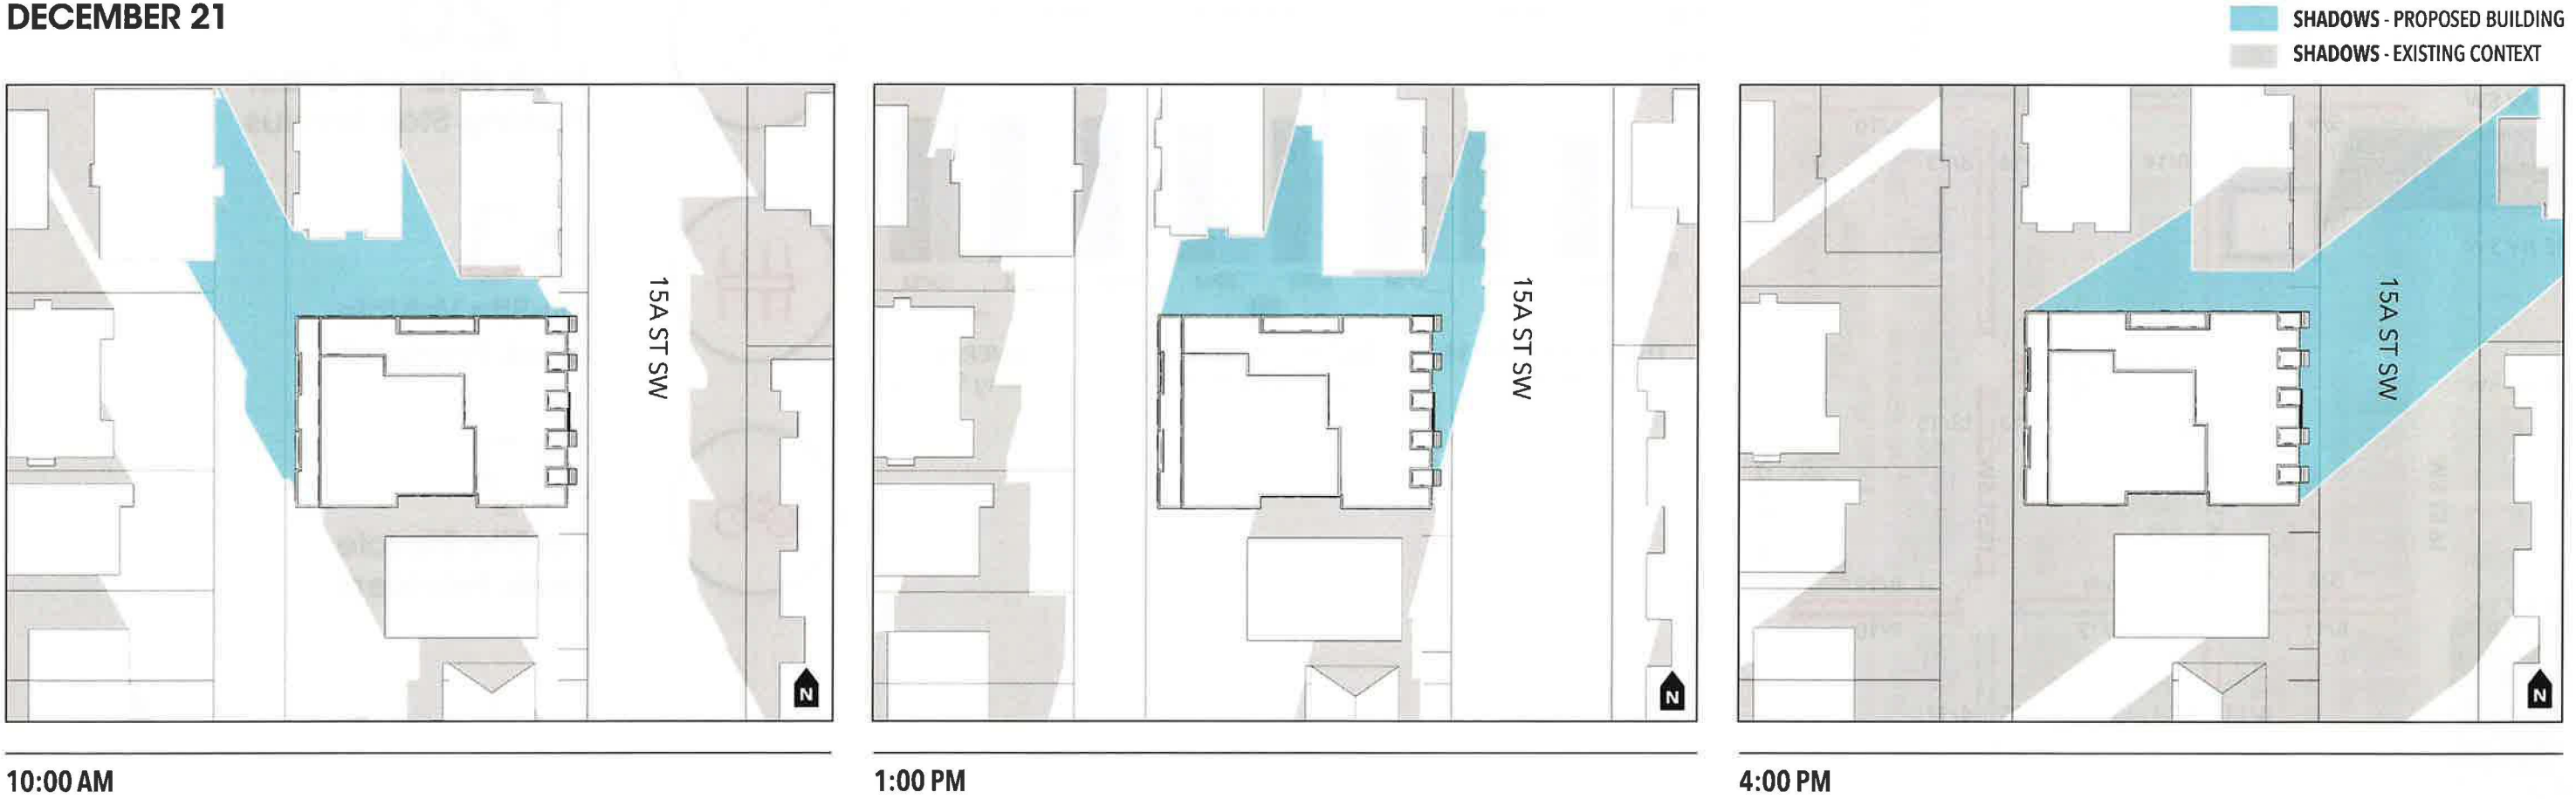 DECEMBER 21
SHADOWS - PROPOSED BUILDING
SHADOWS - EXISTING CONTEXT
15A ST SW
N
15A ST SW
N
15A ST SW
N
10:00 AM
1:00 PM
4:00 PM